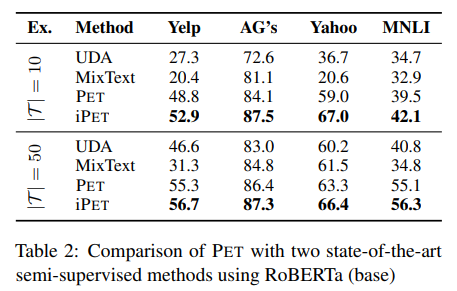 Ex. Method Yelp AG's Yahoo MNLI
|T| = 10
UDA 27.3 72.6 36.7 34.7
MixText 20.4 81.1 20.6 32.9
PET 48.8 84.1 59.0 39.5
iPET 52.9 87.5 67.0 42.1
|T| = 50
UDA 46.6 83.0 60.2 40.8
MixText 31.3 84.8 61.5 34.8
PET 55.3 86.4 63.3 55.1
iPET 56.7 87.3 66.4 56.3
Table 2: Comparison of PET with two state-of-the-art
semi-supervised methods using RoBERTa (base)